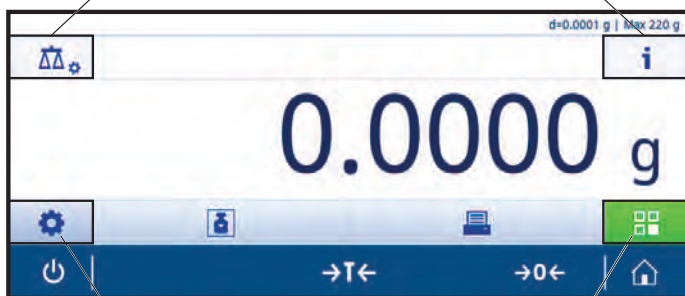 d=0.0001 g | Max 220 g
i
0.0000 g
→T← →0←